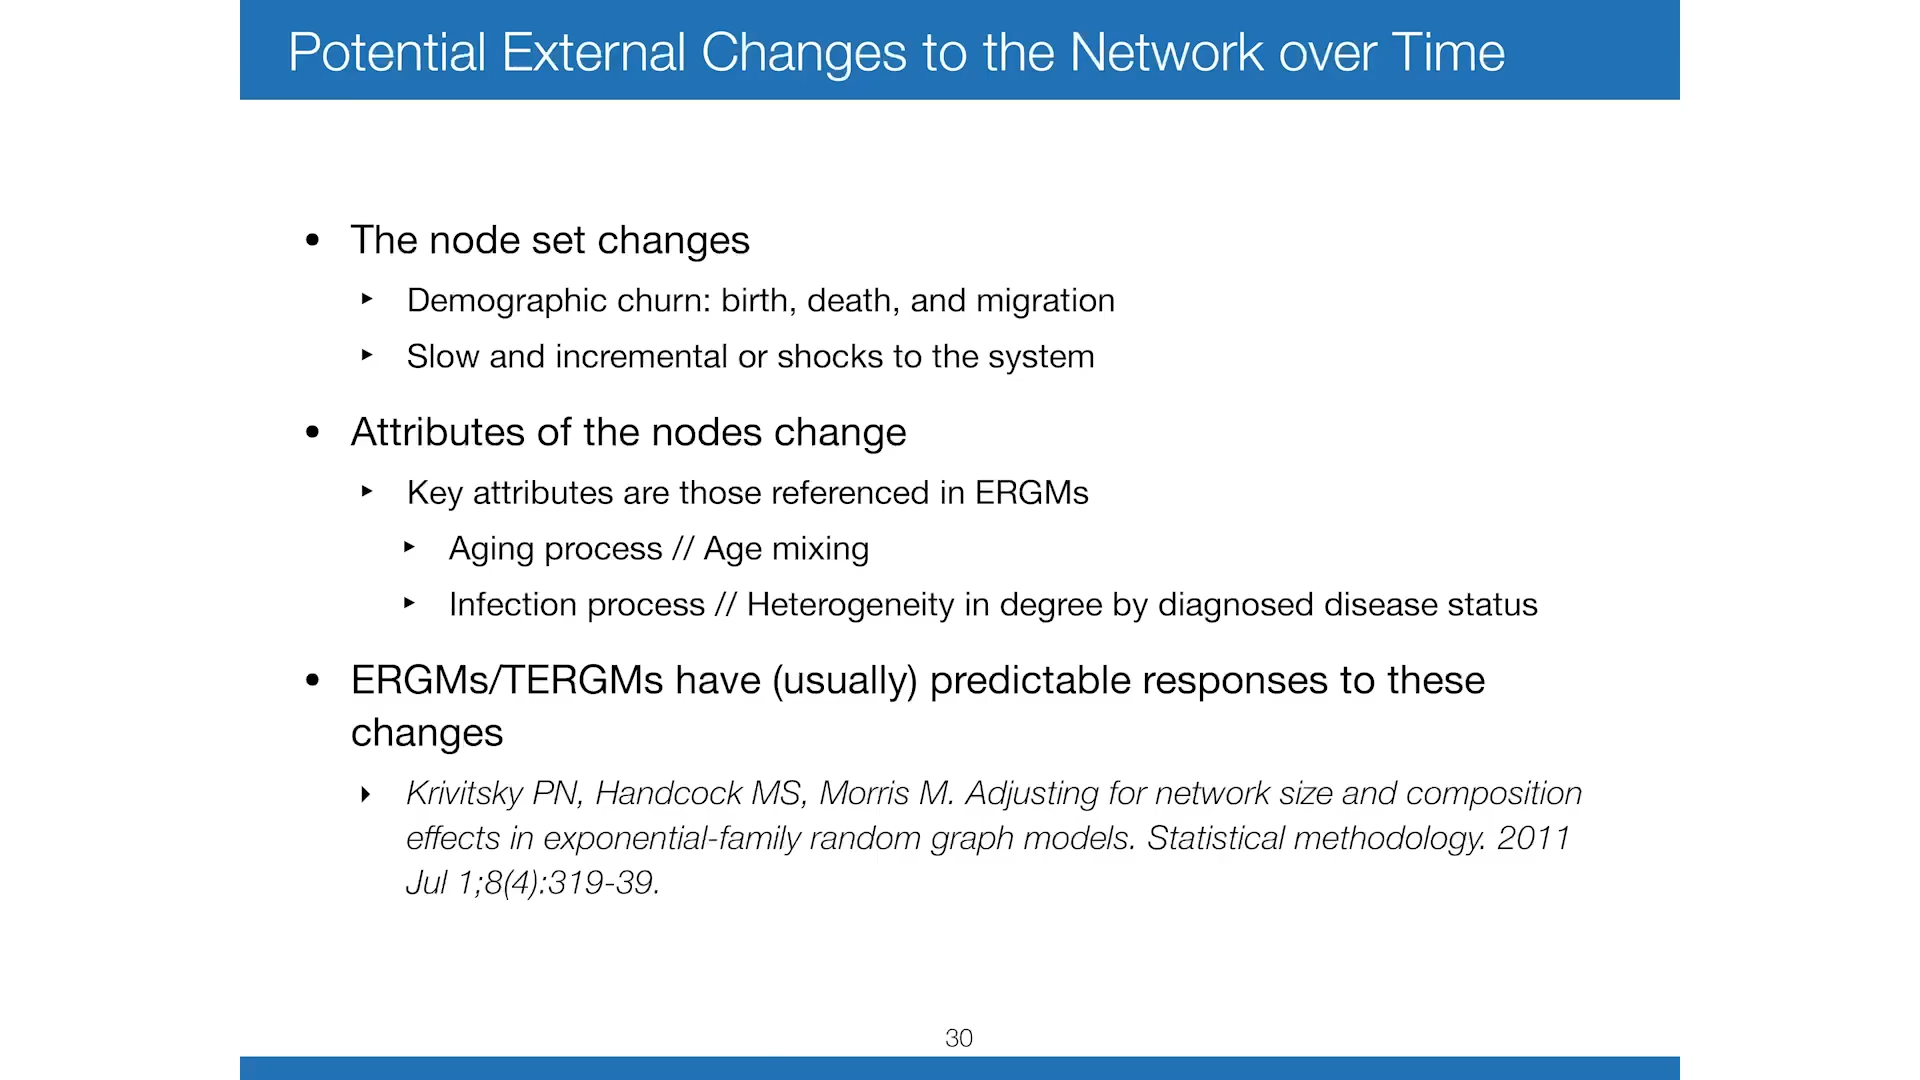 Potential External Changes to the Network over Time
• The node set changes
‣ Demographic churn: birth, death, and migration
‣ Slow and incremental or shocks to the system
• Attributes of the nodes change
‣ Key attributes are those referenced in ERGMs
‣ Aging process // Age mixing
‣ Infection process // Heterogeneity in degree by diagnosed disease status
• ERGMs/TERGMs have (usually) predictable responses to these
changes
‣ Krivitsky PN, Handcock MS, Morris M. Adjusting for network size and composition
effects in exponential-family random graph models. Statistical methodology. 2011
Jul 1;8(4):319-39.
30